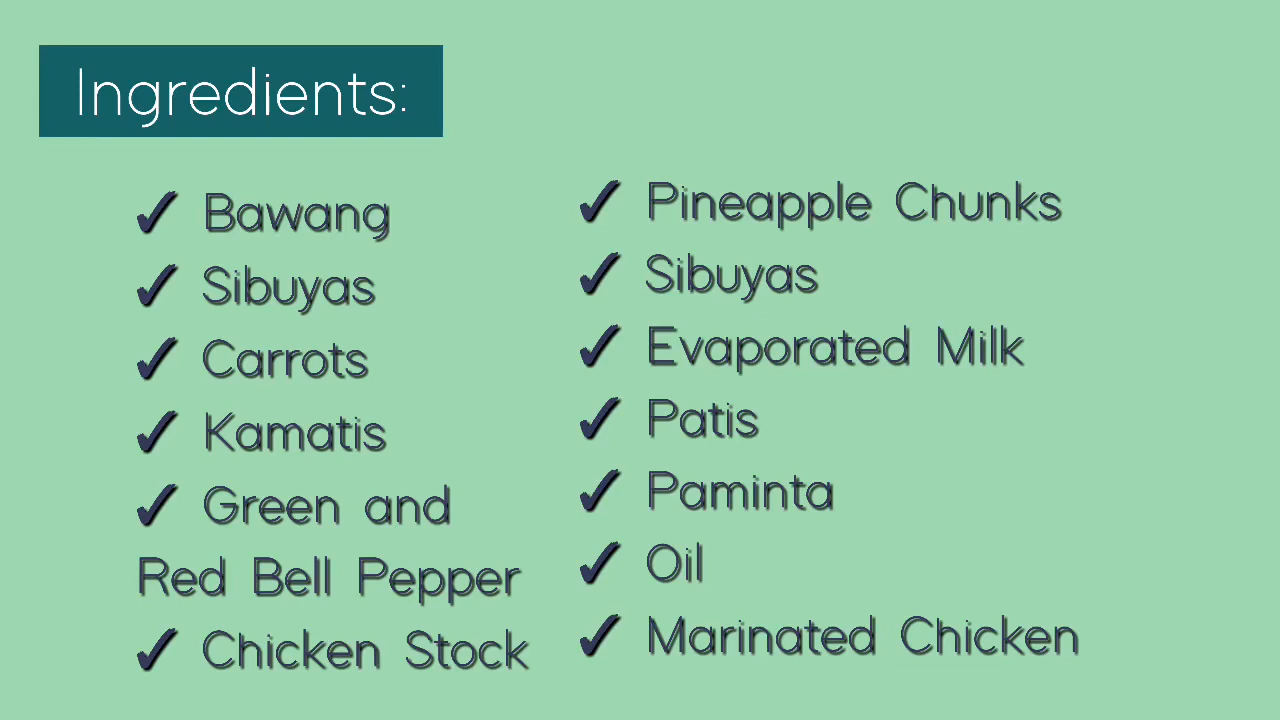 Ingredients:
✓ Bawang
✓ Sibuyas
✓ Carrots
✓ Kamatis
✓ Green and
Red Bell Pepper
✓ Chicken Stock
✓ Pineapple Chunks
✓ Sibuyas
✓ Evaporated Milk
✓ Patis
✓ Paminta
✓ Oil
✓ Marinated Chicken